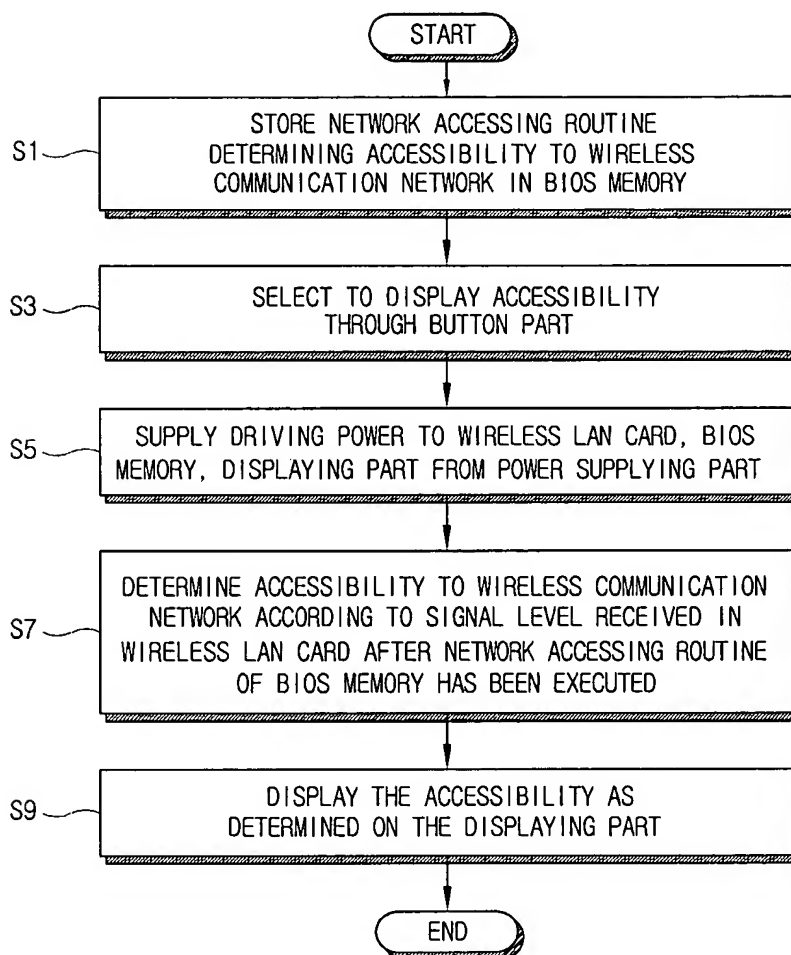 START
S1
STORE NETWORK ACCESSING ROUTINE
DETERMINING ACCESSIBILITY TO WIRELESS
COMMUNICATION NETWORK IN BIOS MEMORY
S3
SELECT TO DISPLAY ACCESSIBILITY
THROUGH BUTTON PART
S5
SUPPLY DRIVING POWER TO WIRELESS LAN CARD, BIOS
MEMORY, DISPLAYING PART FROM POWER SUPPLYING PART
S7
DETERMINE ACCESSIBILITY TO WIRELESS COMMUNICATION
NETWORK ACCORDING TO SIGNAL LEVEL RECEIVED IN
WIRELESS LAN CARD AFTER NETWORK ACCESSING ROUTINE
OF BIOS MEMORY HAS BEEN EXECUTED
S9
DISPLAY THE ACCESSIBILITY AS
DETERMINED ON THE DISPLAYING PART
END